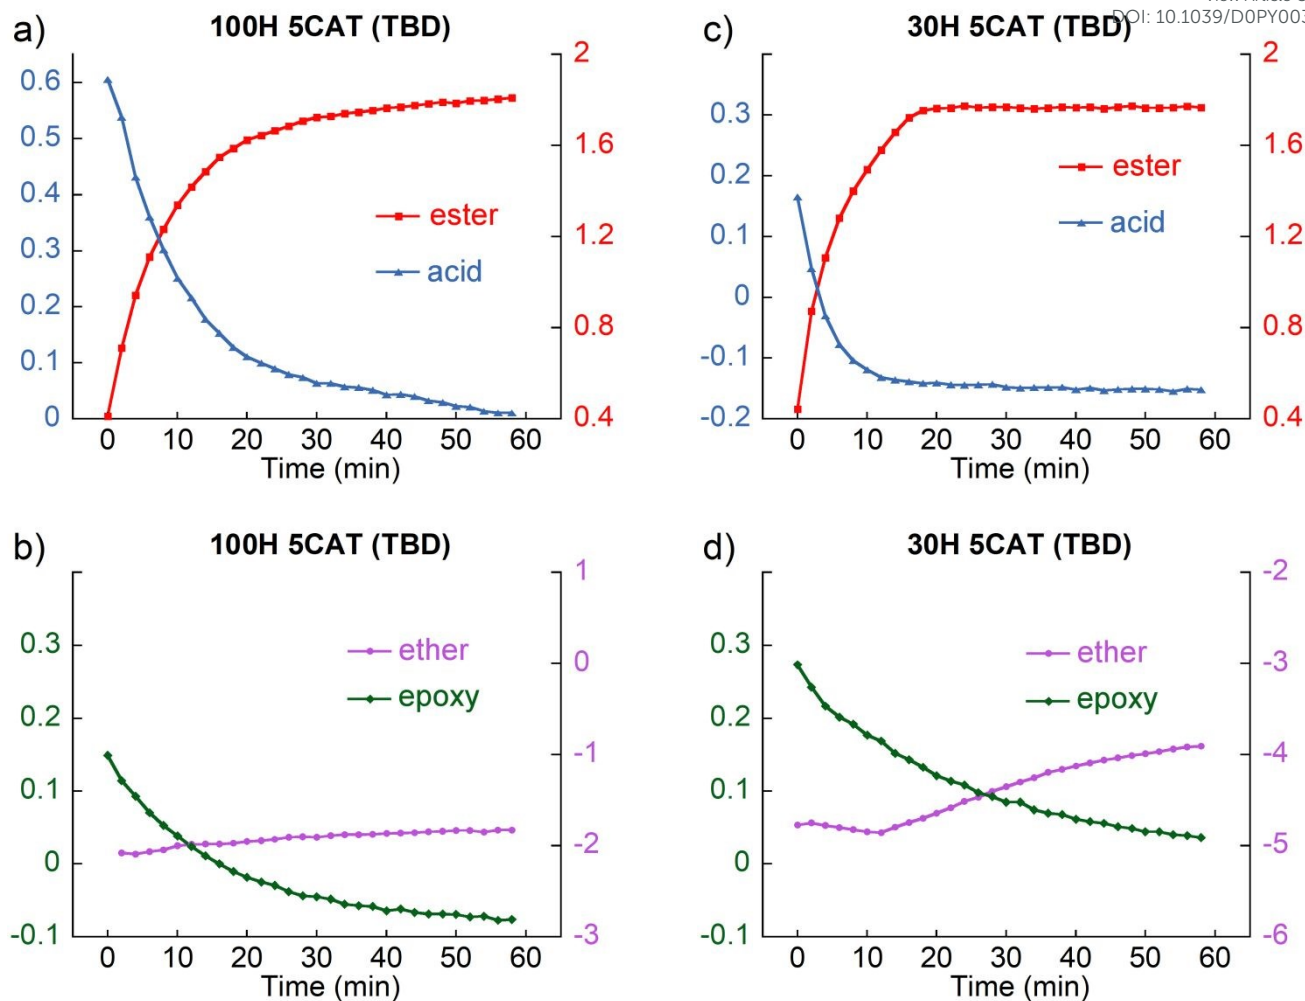 DOI: 10.1039/D0PY003
a)
100H 5CAT (TBD)
0.6
0.5
0.4
0.3
0.2
0.1
0
2
1.6
1.2
0.8
0.4
ester
acid
0 10 20 30 40 50 60
Time (min)
c)
30H 5CAT (TBD)
0.3
0.2
0.1
0
-0.1
-0.2
2
1.6
1.2
0.8
0.4
ester
acid
0 10 20 30 40 50 60
Time (min)
b)
100H 5CAT (TBD)
0.3
0.2
0.1
0
-0.1
1
0
-1
-2
-3
ether
epoxy
0 10 20 30 40 50 60
Time (min)
d)
30H 5CAT (TBD)
0.3
0.2
0.1
0
-0.1
-2
-3
-4
-5
-6
ether
epoxy
0 10 20 30 40 50 60
Time (min)